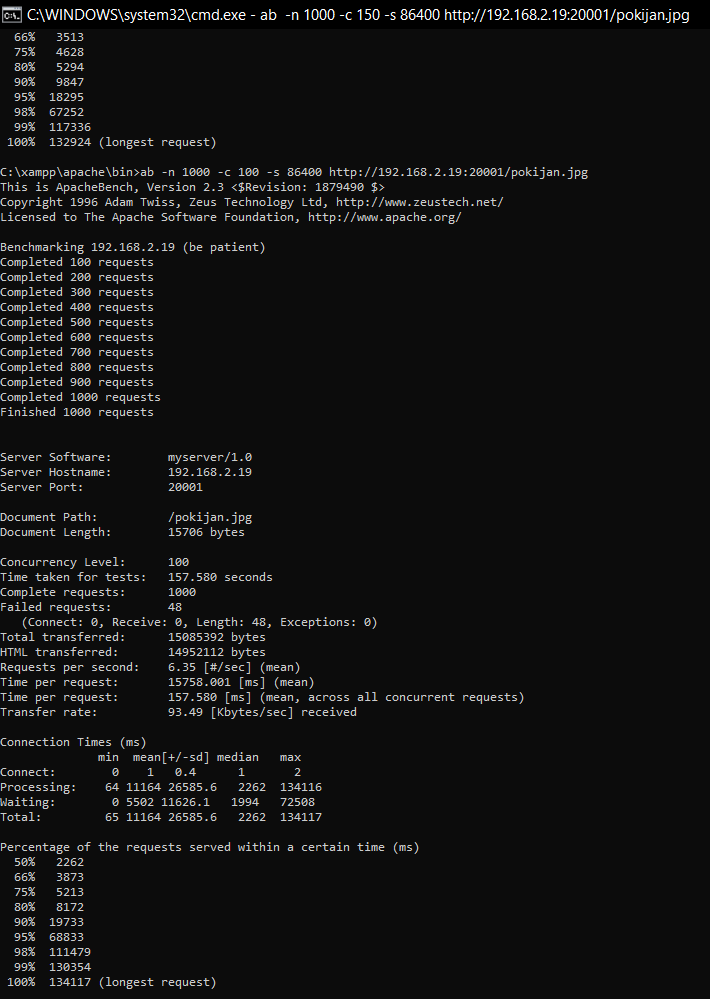 C:\WINDOWS\system32\cmd.exe - ab  -n 1000 -c 150 -s 86400 http://192.168.2.19:20001/pokijan.jpg
  66%   3513
  75%   4628
  80%   5294
  90%   9847
  95%  18295
  98%  67252
  99%  117336
 100%  132924 (longest request)

C:\xampp\apache\bin>ab -n 1000 -c 100 -s 86400 http://192.168.2.19:20001/pokijan.jpg
This is ApacheBench, Version 2.3 <$Revision: 1879490 $>
Copyright 1996 Adam Twiss, Zeus Technology Ltd, http://www.zeustech.net/
Licensed to The Apache Software Foundation, http://www.apache.org/

Benchmarking 192.168.2.19 (be patient)
Completed 100 requests
Completed 200 requests
Completed 300 requests
Completed 400 requests
Completed 500 requests
Completed 600 requests
Completed 700 requests
Completed 800 requests
Completed 900 requests
Completed 1000 requests
Finished 1000 requests


Server Software:        myserver/1.0
Server Hostname:        192.168.2.19
Server Port:            20001

Document Path:          /pokijan.jpg
Document Length:        15706 bytes

Concurrency Level:      100
Time taken for tests:   157.580 seconds
Complete requests:      1000
Failed requests:        48
   (Connect: 0, Receive: 0, Length: 48, Exceptions: 0)
Total transferred:      15085392 bytes
HTML transferred:       14952112 bytes
Requests per second:    6.35 [#/sec] (mean)
Time per request:       15758.001 [ms] (mean)
Time per request:       157.580 [ms] (mean, across all concurrent requests)
Transfer rate:          93.49 [Kbytes/sec] received

Connection Times (ms)
              min  mean[+/-sd] median   max
Connect:        0    1   0.4      1       2
Processing:    64 11164 26585.6   2262  134116
Waiting:        0 5502 11626.1   1994   72508
Total:         65 11164 26585.6   2262  134117

Percentage of the requests served within a certain time (ms)
  50%   2262
  66%   3873
  75%   5213
  80%   8172
  90%  19733
  95%  68833
  98%  111479
  99%  130354
 100%  134117 (longest request)